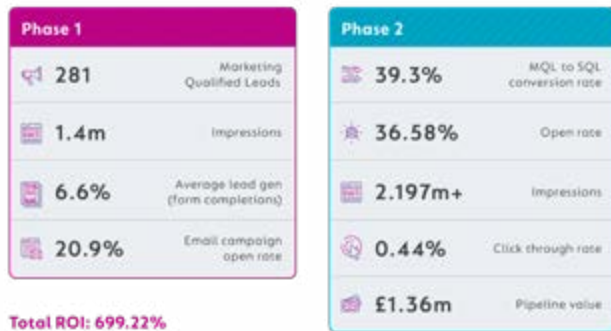 Phase 1
281
Marketing
Qualified Leads
1.4m
Impressions
6.6%
Average lead gen
(form completions)
20.9%
Email campaign
open rate
Total ROI: 699.22%
Phase 2
39.3%
MQL to SQL
conversion rate
36.58%
Open rate
2.197m+
Impressions
0.44%
Click through rate
£1.36m
Pipeline value